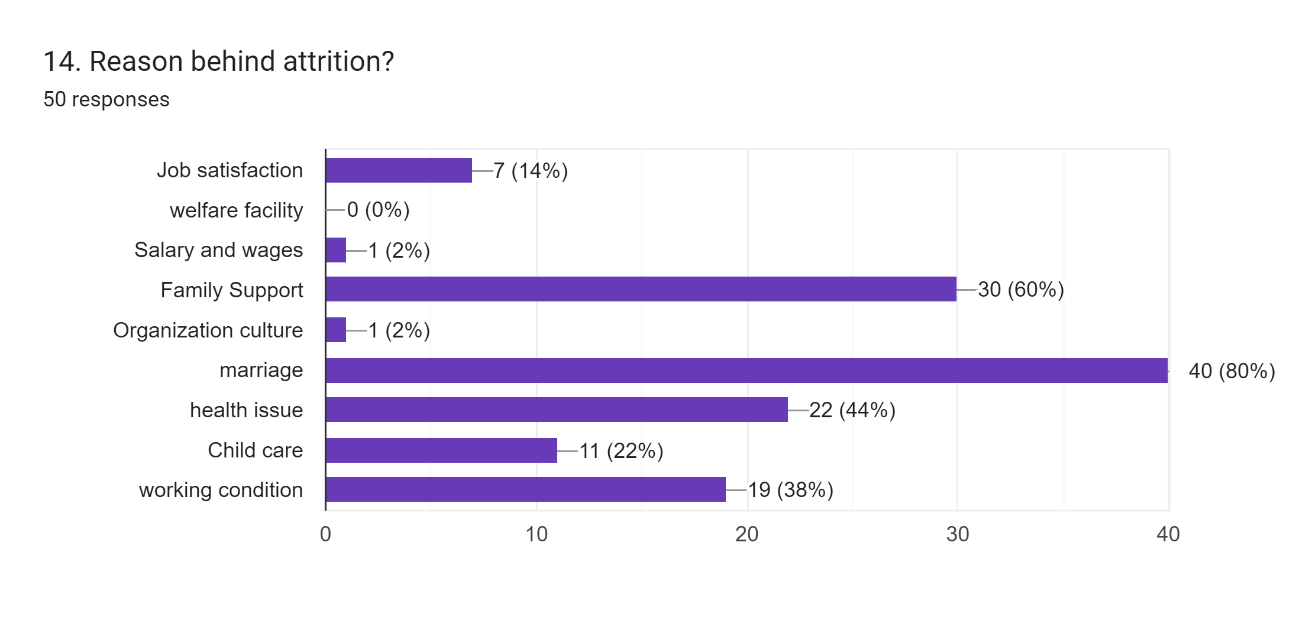 14. Reason behind attrition?
50 responses
Job satisfaction 7 (14%)
welfare facility 0 (0%)
Salary and wages 1 (2%)
Family Support 30 (60%)
Organization culture 1 (2%)
marriage 40 (80%)
health issue 22 (44%)
Child care 11 (22%)
working condition 19 (38%)
0 10 20 30 40